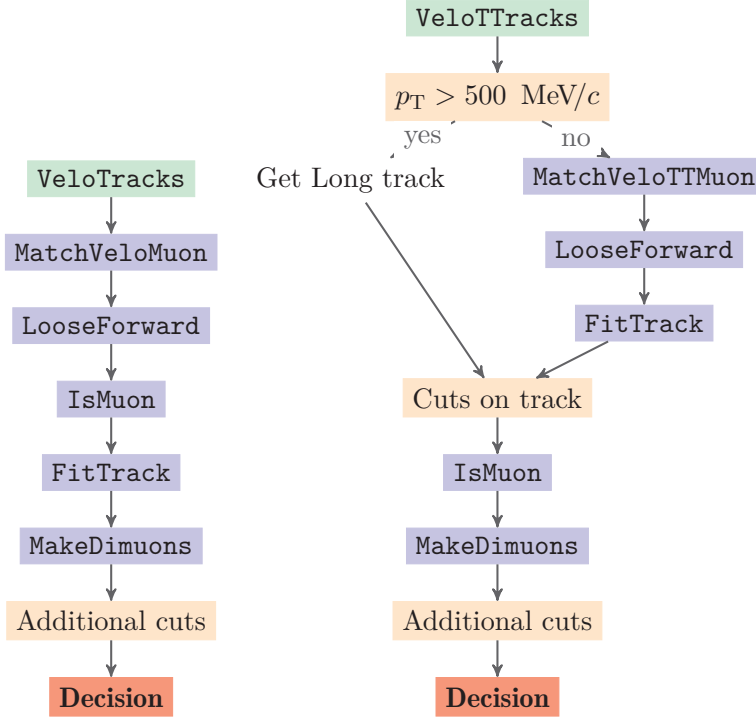 VeloTracks
MatchVeloMuon
LooseForward
IsMuon
FitTrack
MakeDimuons
Additional cuts
Decision
VeloTTracks
p_T > 500 MeV/c
yes
no
Get Long track
MatchVeloTTMuon
LooseForward
FitTrack
Cuts on track
IsMuon
MakeDimuons
Additional cuts
Decision